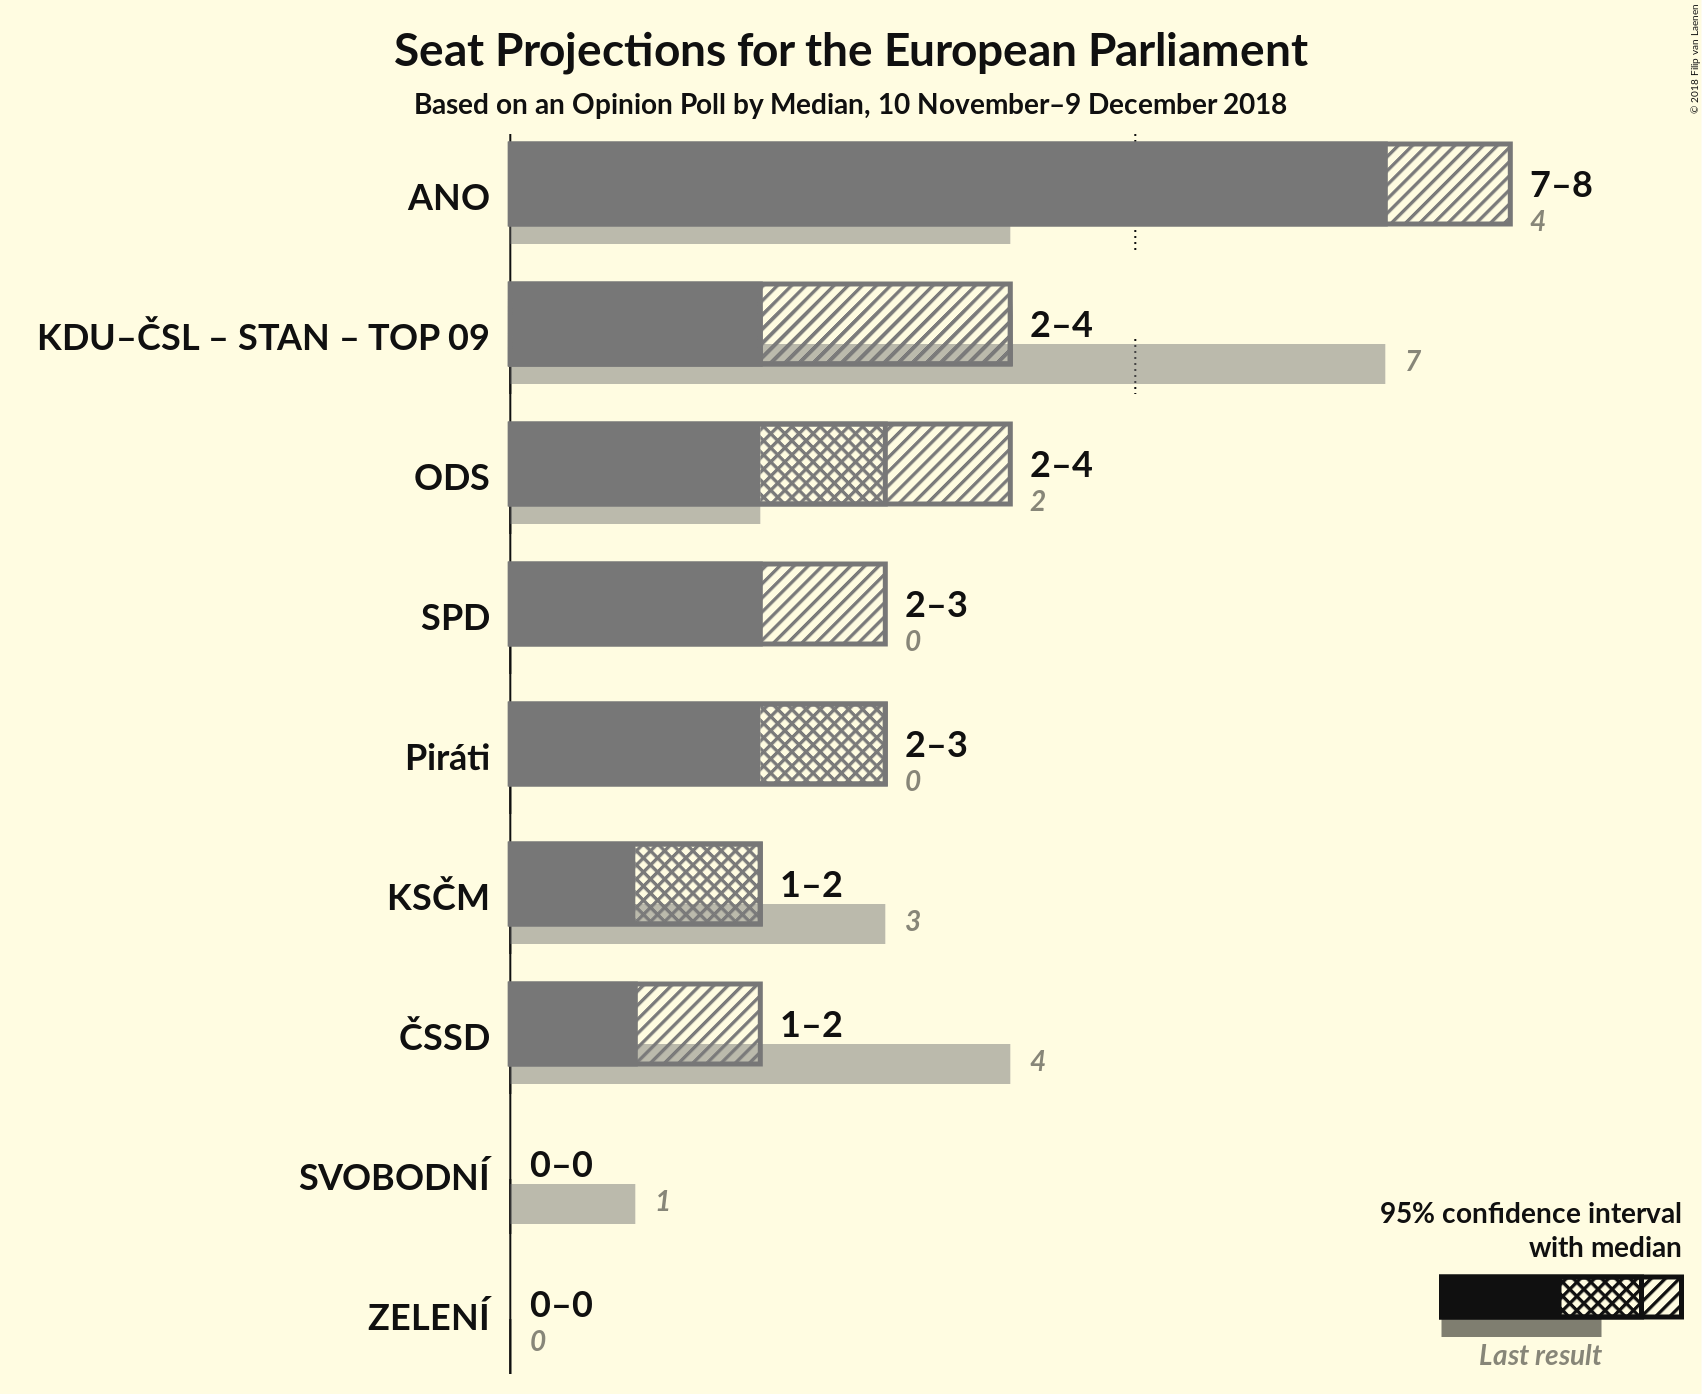 Seat Projections for the European Parliament
Based on an Opinion Poll by Median, 10 November–9 December 2018
© 2018 Filip van Laenen
ANO
7–8
4
KDU–ČSL – STAN – TOP 09
2–4
7
ODS
2–4
2
SPD
2–3
0
Piráti
2–3
0
KSČM
1–2
3
ČSSD
1–2
4
SVOBODNÍ
0–0
1
ZELENÍ
0–0
0
95% confidence interval
with median
Last result